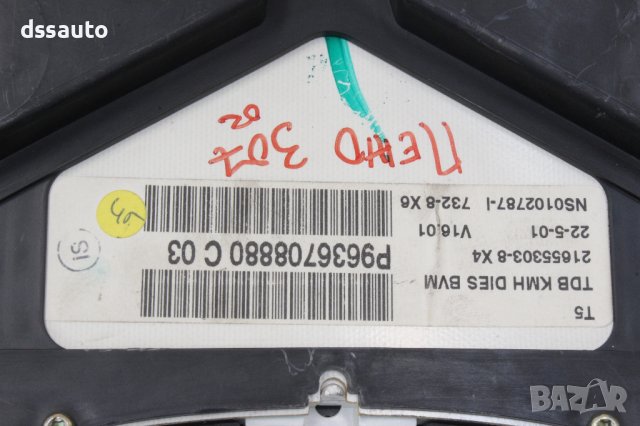 dssauto
ПЕЖО 307
02
T5
TDB KMH DIES BVM
21655303-8 X4
22-5-01 V16.01
NS0102787-I 732-8 X6
P9636708880 C 03
SI
BAZAR